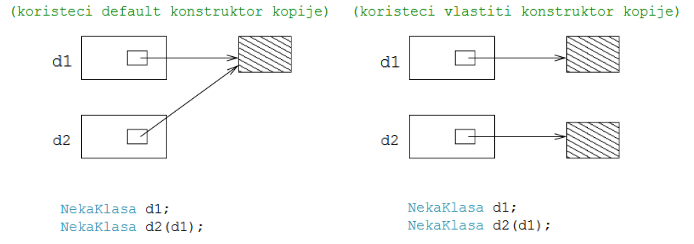 (koristeci default konstruktor kopije)
(koristeci vlastiti konstruktor kopije)
d1
d1
d2
d2
NekaKlasa d1;
NekaKlasa d2(d1);
NekaKlasa d1;
NekaKlasa d2(d1);